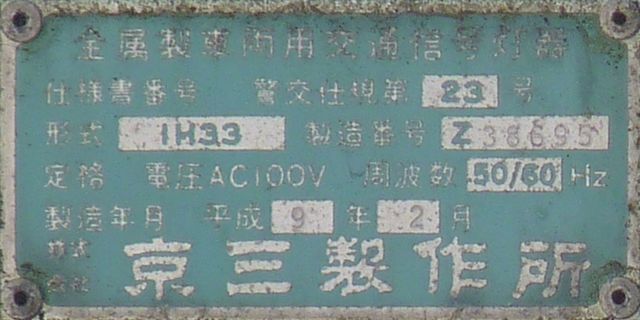 金属製車両用交通信号灯器
仕様書番号 警交仕規第 23 号
形式 1H33 製造番号 Z38695
定格 電圧AC100V 周波数 50/60 Hz
製造年月 平成 9 年 2 月
株式会社 京三製作所